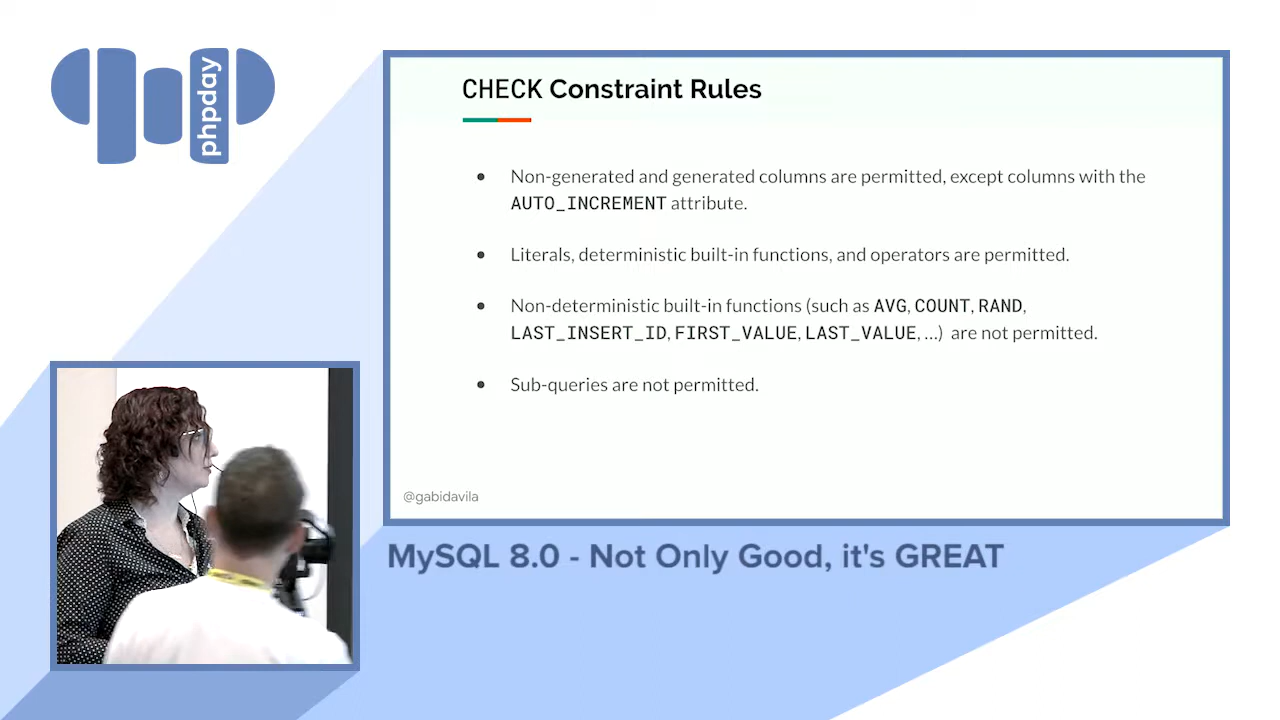 phpday
CHECK Constraint Rules
● Non-generated and generated columns are permitted, except columns with the
AUTO_INCREMENT attribute.
● Literals, deterministic built-in functions, and operators are permitted.
● Non-deterministic built-in functions (such as AVG, COUNT, RAND,
LAST_INSERT_ID, FIRST_VALUE, LAST_VALUE, ...) are not permitted.
● Sub-queries are not permitted.
@gabidavila
MySQL 8.0 - Not Only Good, it's GREAT